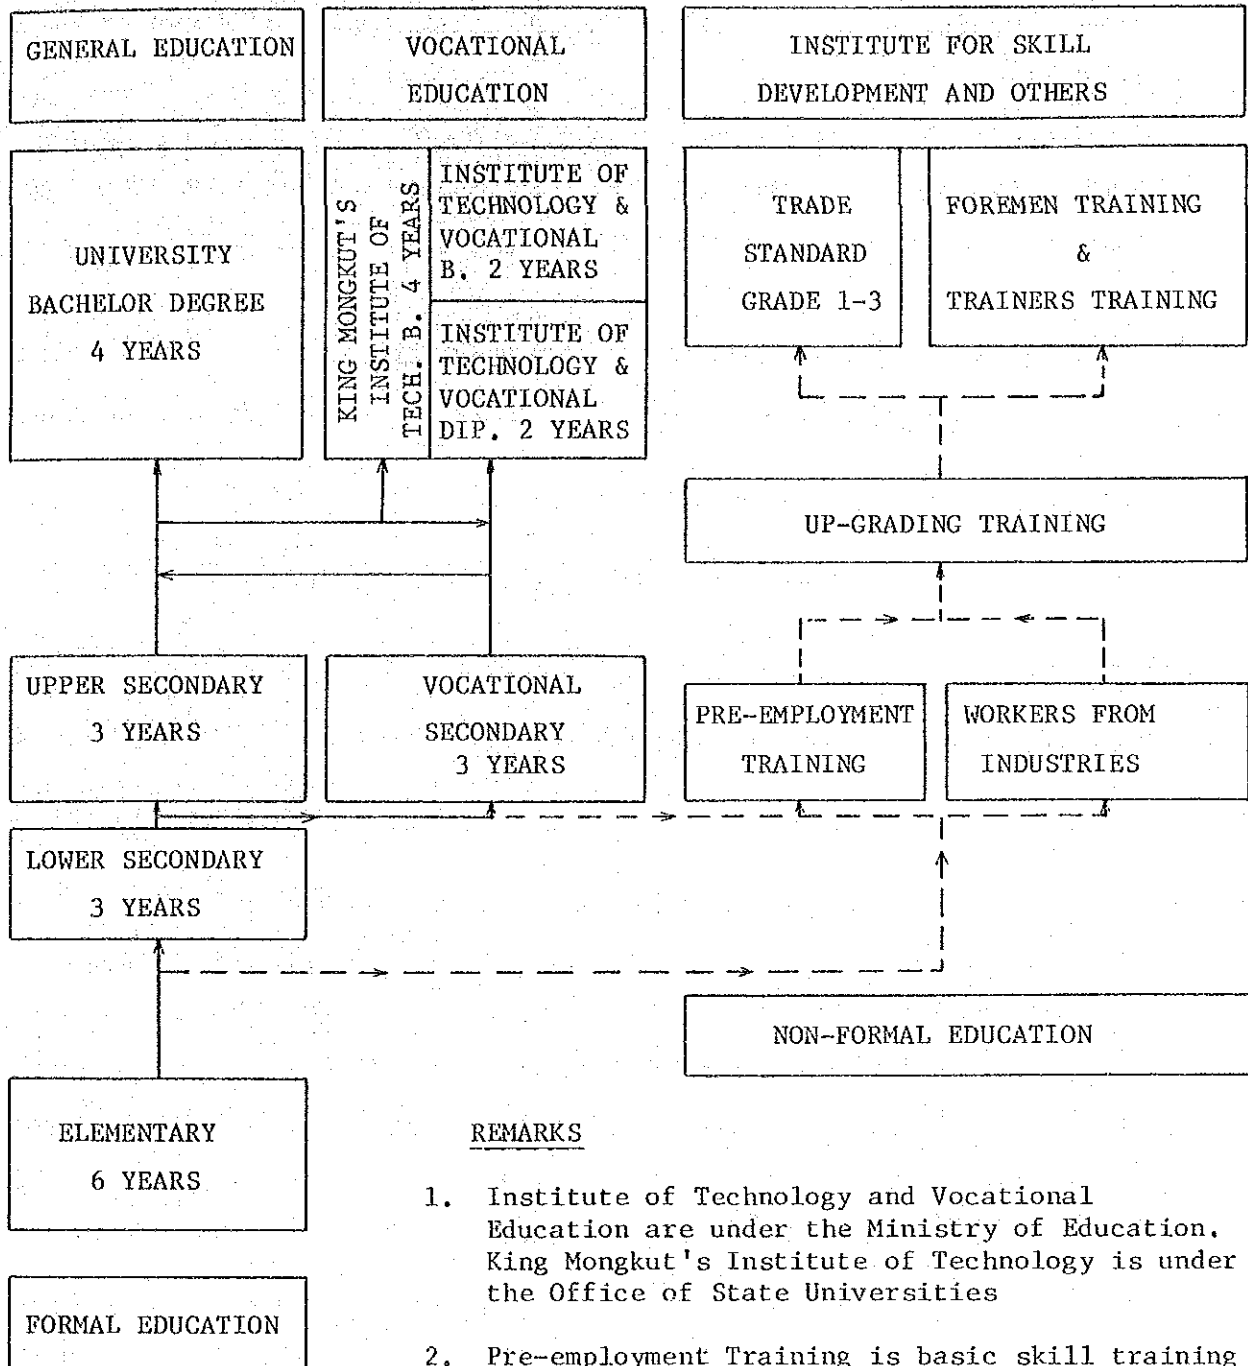 GENERAL EDUCATION
VOCATIONAL
EDUCATION
INSTITUTE FOR SKILL
DEVELOPMENT AND OTHERS
UNIVERSITY
BACHELOR DEGREE
4 YEARS
KING MONGKUT'S
INSTITUTE OF
TECH. B. 4 YEARS
INSTITUTE OF
TECHNOLOGY &
VOCATIONAL
B. 2 YEARS
INSTITUTE OF
TECHNOLOGY &
VOCATIONAL
DIP. 2 YEARS
TRADE
STANDARD
GRADE 1-3
FOREMEN TRAINING
&
TRAINERS TRAINING
UP-GRADING TRAINING
UPPER SECONDARY
3 YEARS
VOCATIONAL
SECONDARY
3 YEARS
PRE-EMPLOYMENT
TRAINING
WORKERS FROM
INDUSTRIES
LOWER SECONDARY
3 YEARS
NON-FORMAL EDUCATION
ELEMENTARY
6 YEARS
FORMAL EDUCATION
REMARKS
1. Institute of Technology and Vocational
Education are under the Ministry of Education.
King Mongkut's Institute of Technology is under
the Office of State Universities
2. Pre-employment Training is basic skill training